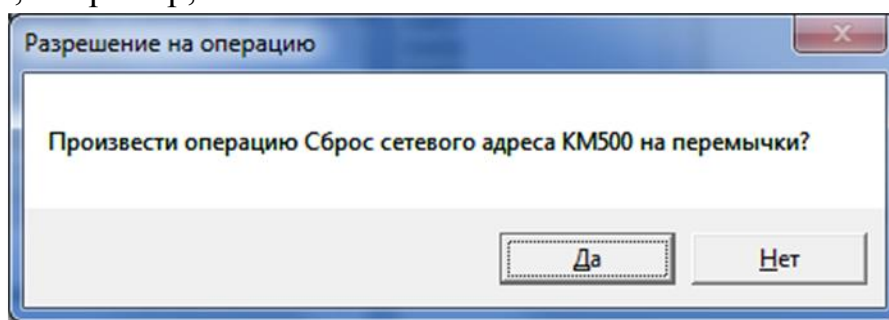 Разрешение на операцию
Произвести операцию Сброс сетевого адреса КМ500 на перемычки?
Да
Нет